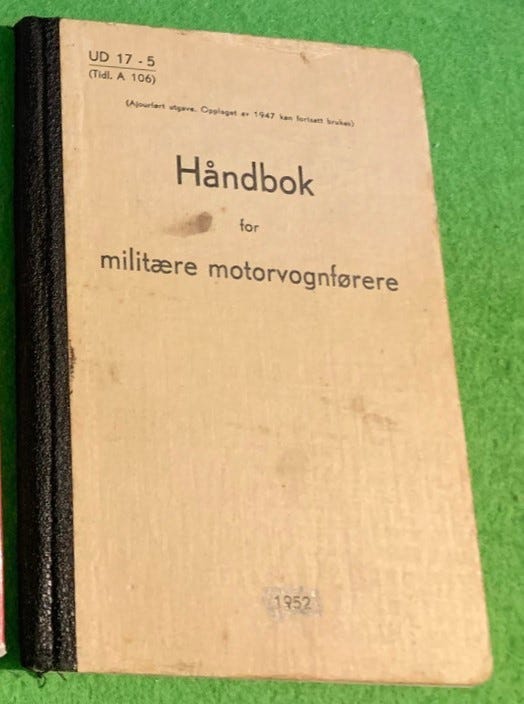 UD 17 - 5
(Tidl. A 106)
(Ajourført utgave. Opplaget av 1947 kan fortsatt brukes)
Håndbok
for
militære motorvognførere
1952